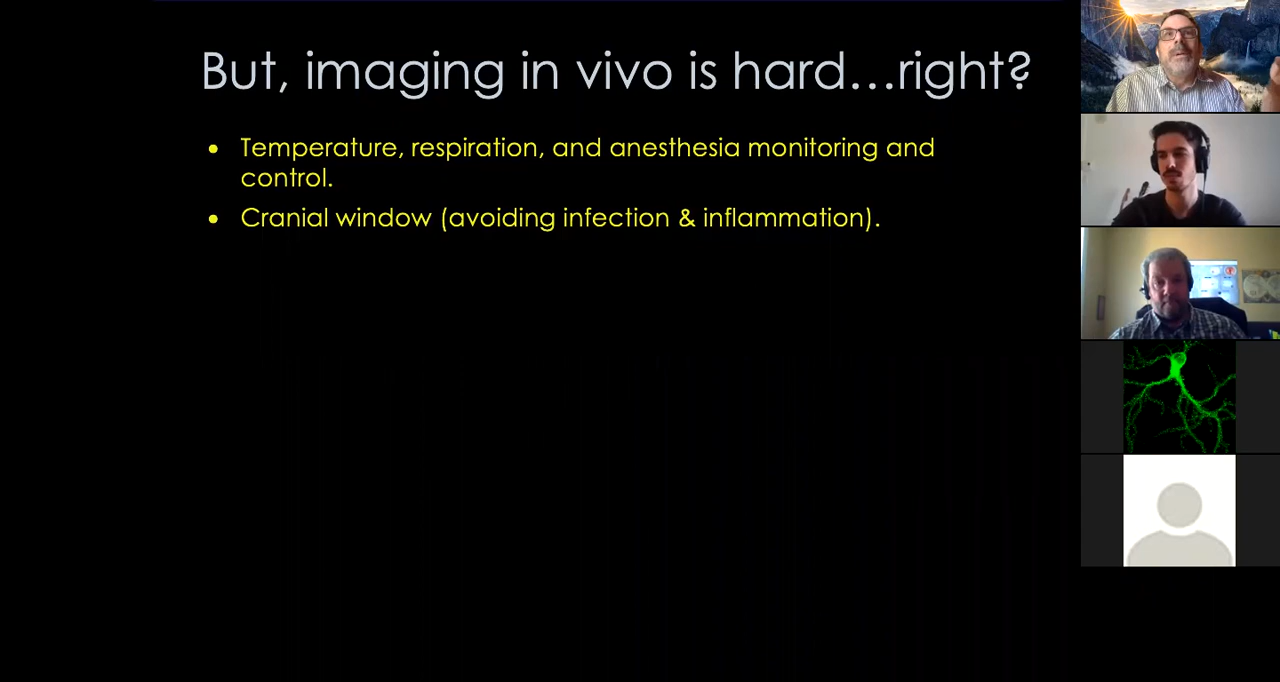 But, imaging in vivo is hard...right?
• Temperature, respiration, and anesthesia monitoring and
control.
• Cranial window (avoiding infection & inflammation).